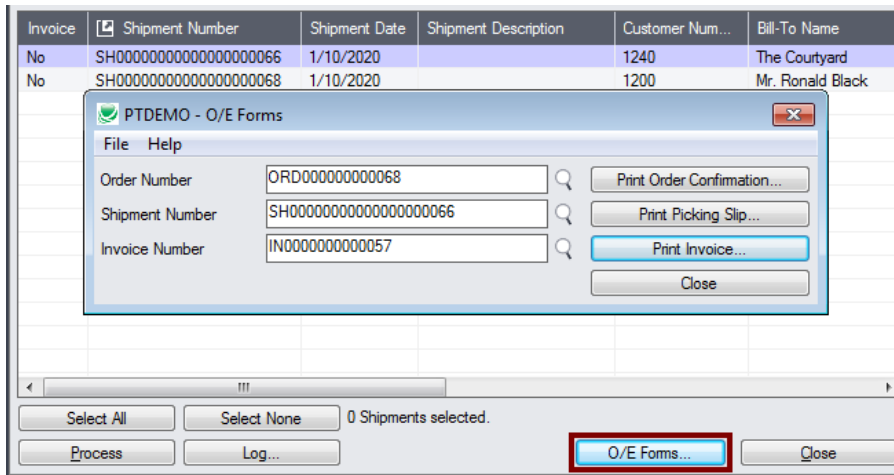 Invoice Shipment Number Shipment Date Shipment Description Customer Num... Bill-To Name
No SH00000000000000000066 1/10/2020 1240 The Courtyard
No SH00000000000000000068 1/10/2020 1200 Mr. Ronald Black
PTDEMO - O/E Forms
File Help
Order Number ORD000000000068 Print Order Confirmation...
Shipment Number SH00000000000000000066 Print Picking Slip...
Invoice Number IN0000000000057 Print Invoice...
Close
Select All Select None 0 Shipments selected.
Process Log... O/E Forms... Close